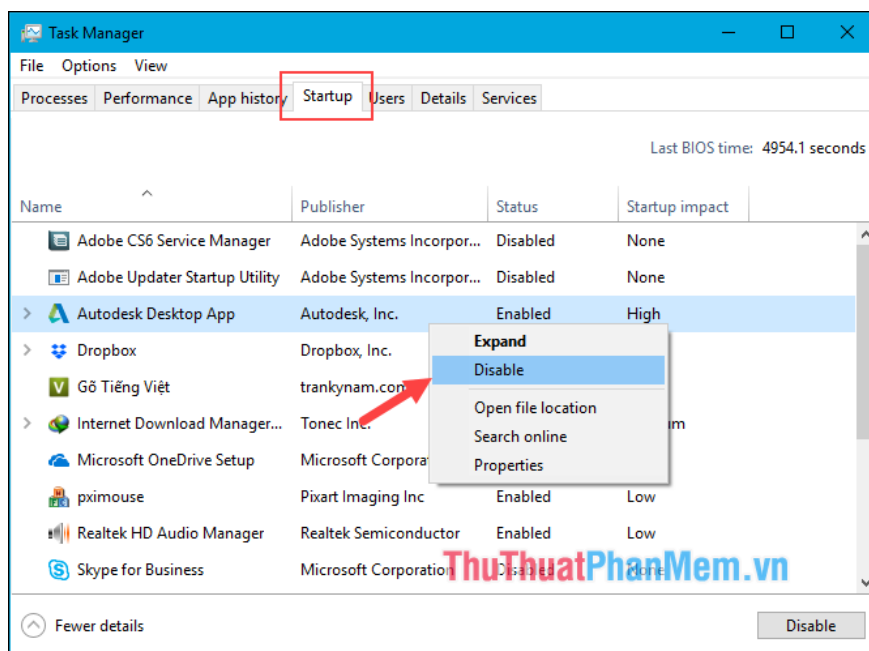 Task Manager
File Options View
Processes Performance App history Startup Users Details Services
Last BIOS time: 4954.1 seconds
Name Publisher Status Startup impact
Adobe CS6 Service Manager Adobe Systems Incorpor... Disabled None
Adobe Updater Startup Utility Adobe Systems Incorpor... Disabled None
Autodesk Desktop App Autodesk, Inc. Enabled High
Expand
Dropbox Dropbox, Inc.
Disable
Gõ Tiếng Việt trankynam.com
Open file location
Internet Download Manager... Tonec Inc.
Search online
Microsoft OneDrive Setup
Properties
pximouse Pixart Imaging Inc Enabled Low
Realtek HD Audio Manager Realtek Semiconductor Enabled Low
Skype for Business Microsoft Corporation Disabled None
ThuThuatPhanMem.vn
Fewer details Disable